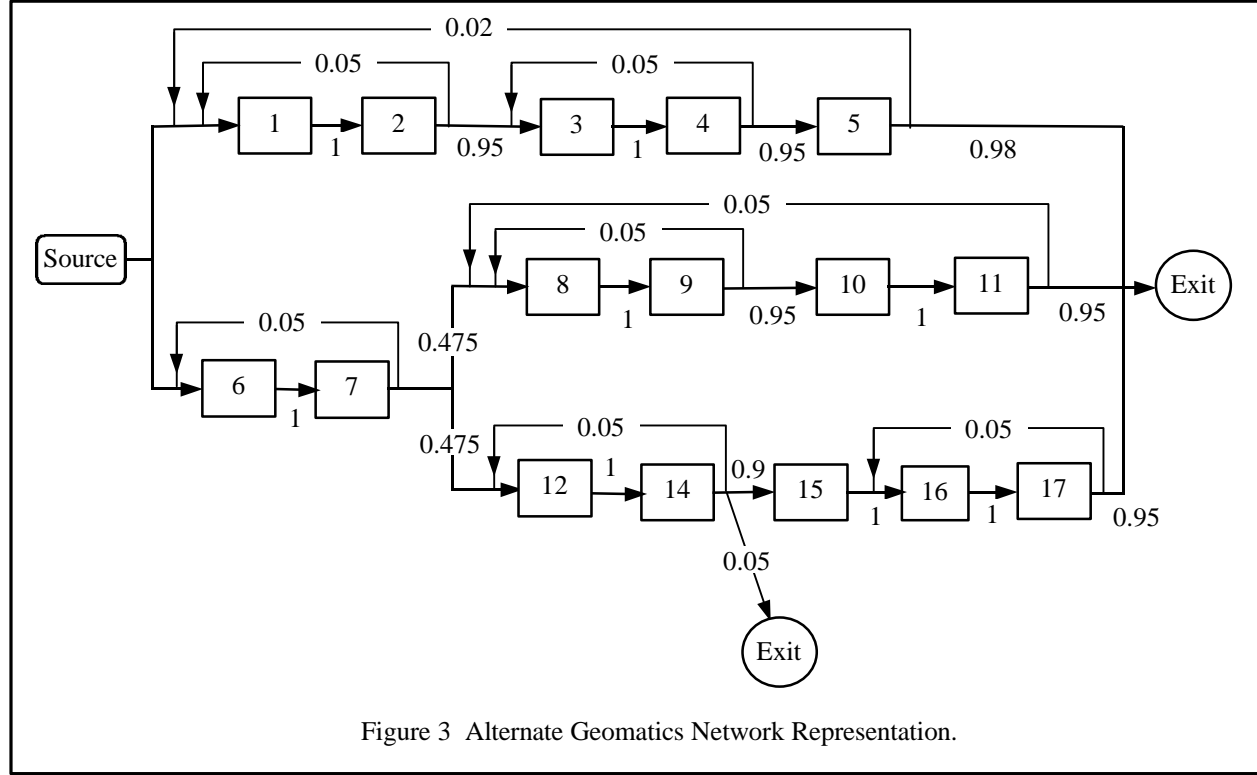 0.02
0.05 0.05
1 2 3 4 5
1 0.95 1 0.95 0.98
0.05
0.05
Source
8 9 10 11 Exit
1 0.95 1 0.95
0.05
0.475
6 7
1
0.475
0.05 0.05
1 0.9
12 14 15 16 17
1 1 0.95
0.05
Exit
Figure 3 Alternate Geomatics Network Representation.